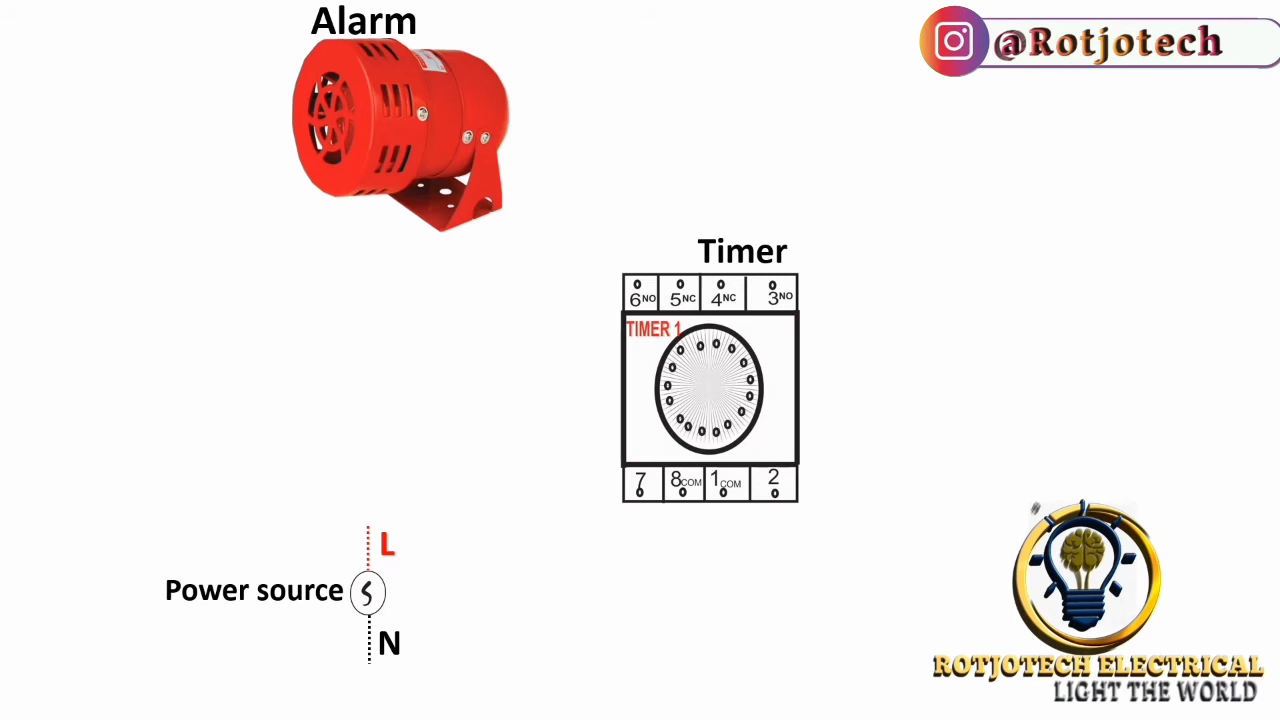 Alarm
@Rotjotech
Timer
6NO 5NC 4NC 3NO
TIMER 1
7 8COM 1COM 2
L
Power source
N
ROTJOTECH ELECTRICAL
LIGHT THE WORLD